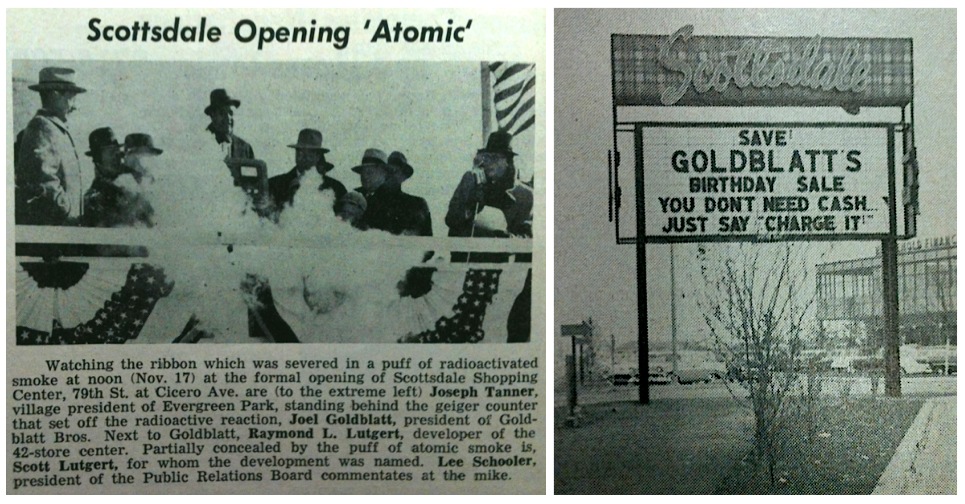 Scottsdale Opening 'Atomic'
Watching the ribbon which was severed in a puff of radioactivated
smoke at noon (Nov. 17) at the formal opening of Scottsdale Shopping
Center, 79th St. at Cicero Ave. are (to the extreme left) Joseph Tanner,
village president of Evergreen Park, standing behind the geiger counter
that set off the radioactive reaction, Joel Goldblatt, president of Gold-
blatt Bros. Next to Goldblatt, Raymond L. Lutgert, developer of the
42-store center. Partially concealed by the puff of atomic smoke is,
Scott Lutgert, for whom the development was named. Lee Schooler,
president of the Public Relations Board commentates at the mike.
Scottsdale
SAVE!
GOLDBLATT'S
BIRTHDAY SALE
YOU DONT NEED CASH...
JUST SAY "CHARGE IT!"
FINANC